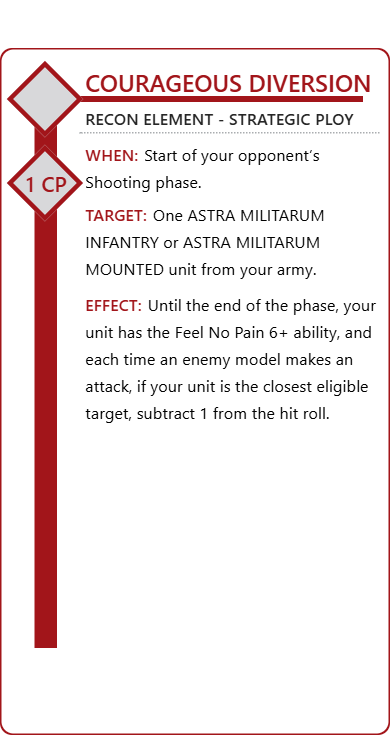 COURAGEOUS DIVERSION
RECON ELEMENT - STRATEGIC PLOY
1 CP
WHEN: Start of your opponent's
Shooting phase.
TARGET: One ASTRA MILITARUM
INFANTRY or ASTRA MILITARUM
MOUNTED unit from your army.
EFFECT: Until the end of the phase, your
unit has the Feel No Pain 6+ ability, and
each time an enemy model makes an
attack, if your unit is the closest eligible
target, subtract 1 from the hit roll.